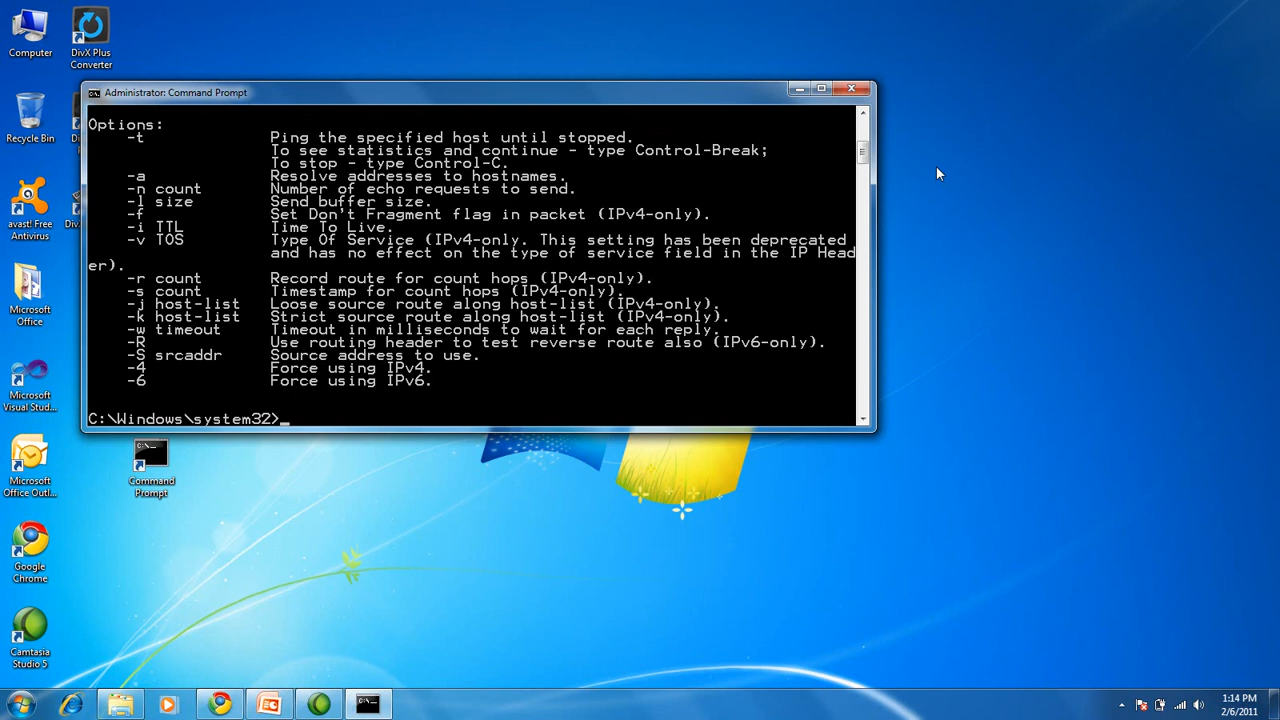 Computer
DivX Plus
Converter
Recycle Bin
avast! Free
Antivirus
Microsoft
Office
Microsoft
Visual Stud...
Microsoft
Office Outl...
Google
Chrome
Camtasia
Studio 5
Command
Prompt
Administrator: Command Prompt
Options:
-t Ping the specified host until stopped.
To see statistics and continue - type Control-Break;
To stop - type Control-C.
-a Resolve addresses to hostnames.
-n count Number of echo requests to send.
-l size Send buffer size.
-f Set Don't Fragment flag in packet (IPv4-only).
-i TTL Time To Live.
-v TOS Type Of Service (IPv4-only. This setting has been deprecated
and has no effect on the type of service field in the IP Head
er).
-r count Record route for count hops (IPv4-only).
-s count Timestamp for count hops (IPv4-only).
-j host-list Loose source route along host-list (IPv4-only).
-k host-list Strict source route along host-list (IPv4-only).
-w timeout Timeout in milliseconds to wait for each reply.
-R Use routing header to test reverse route also (IPv6-only).
-S srcaddr Source address to use.
-4 Force using IPv4.
-6 Force using IPv6.
C:\Windows\system32>_
1:14 PM
2/6/2011